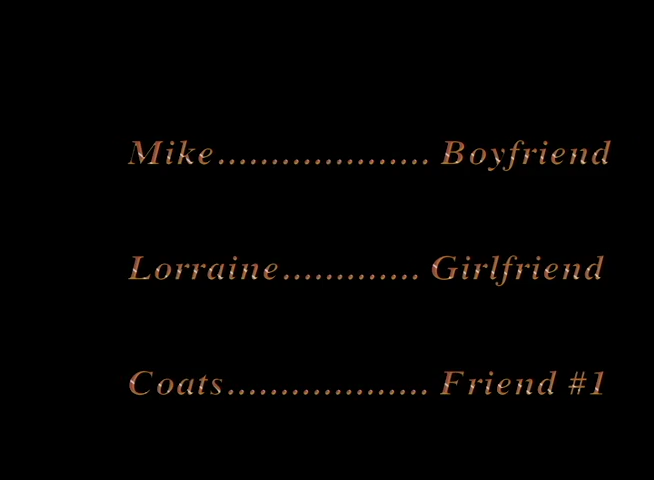 Mike.................... Boyfriend
Lorraine............. Girlfriend
Coats................... Friend #1